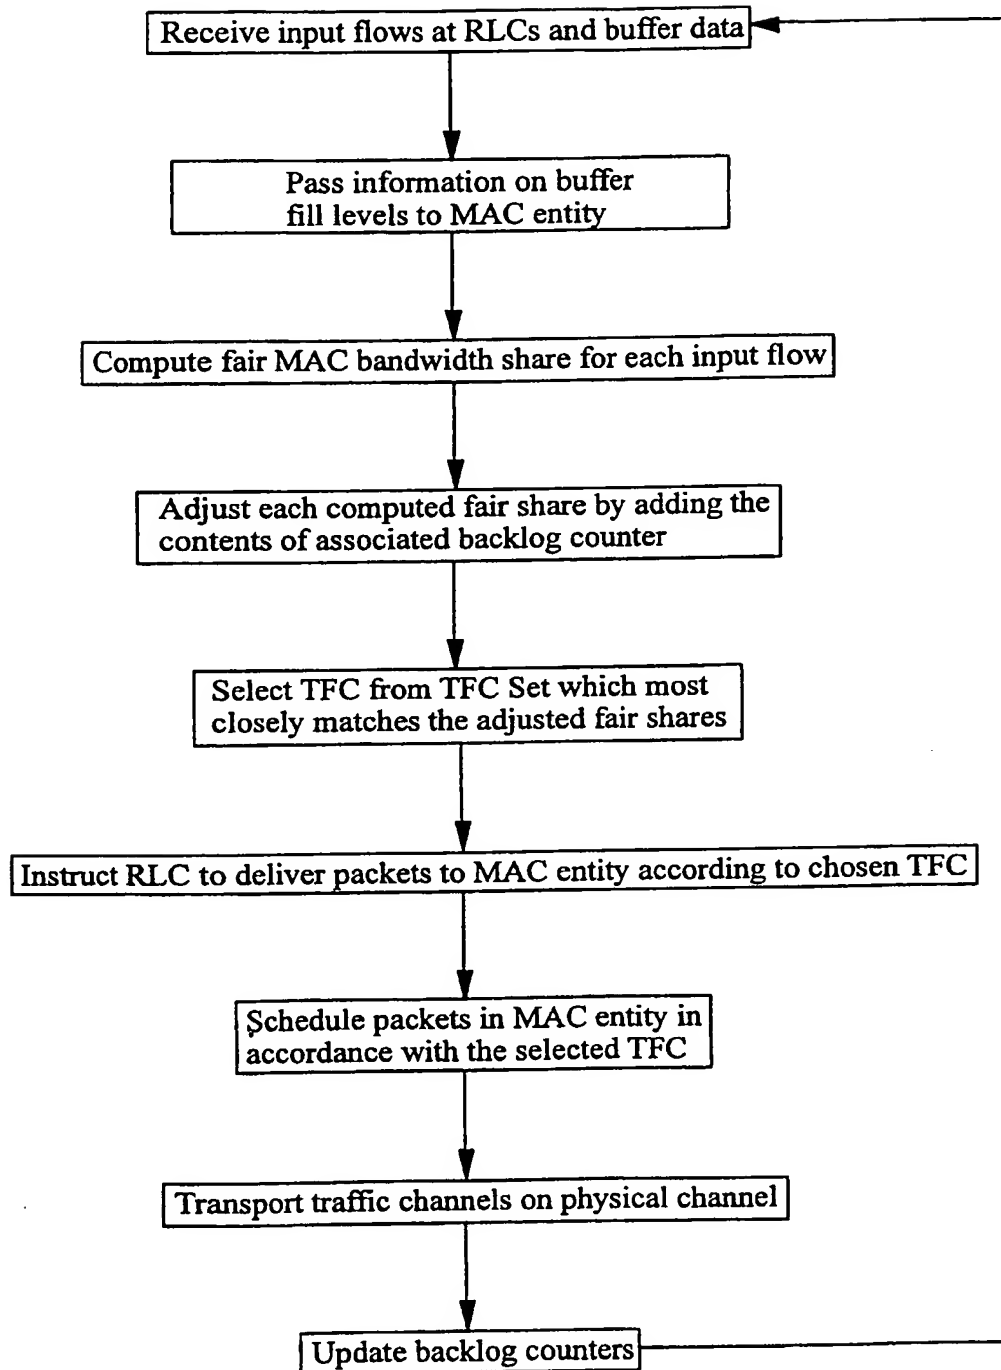 Receive input flows at RLCs and buffer data
Pass information on buffer
fill levels to MAC entity
Compute fair MAC bandwidth share for each input flow
Adjust each computed fair share by adding the
contents of associated backlog counter
Select TFC from TFC Set which most
closely matches the adjusted fair shares
Instruct RLC to deliver packets to MAC entity according to chosen TFC
Schedule packets in MAC entity in
accordance with the selected TFC
Transport traffic channels on physical channel
Update backlog counters